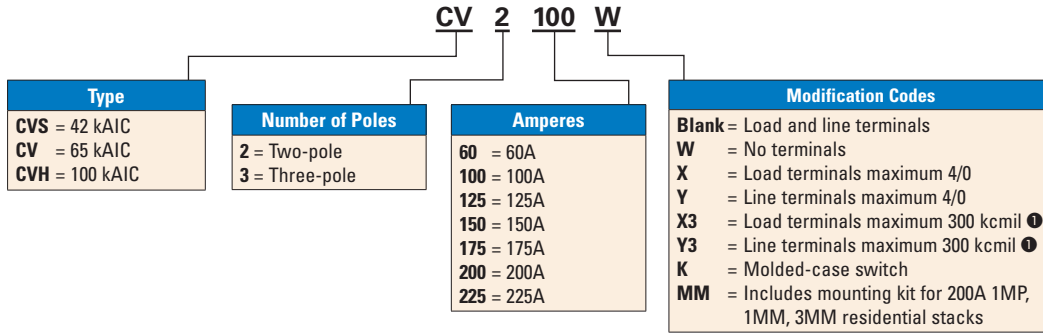 CV 2 100 W
Type
CVS = 42 kAIC
CV = 65 kAIC
CVH = 100 kAIC
Number of Poles
2 = Two-pole
3 = Three-pole
Amperes
60 = 60A
100 = 100A
125 = 125A
150 = 150A
175 = 175A
200 = 200A
225 = 225A
Modification Codes
Blank = Load and line terminals
W = No terminals
X = Load terminals maximum 4/0
Y = Line terminals maximum 4/0
X3 = Load terminals maximum 300 kcmil ❶
Y3 = Line terminals maximum 300 kcmil ❶
K = Molded-case switch
MM = Includes mounting kit for 200A 1MP,
1MM, 3MM residential stacks